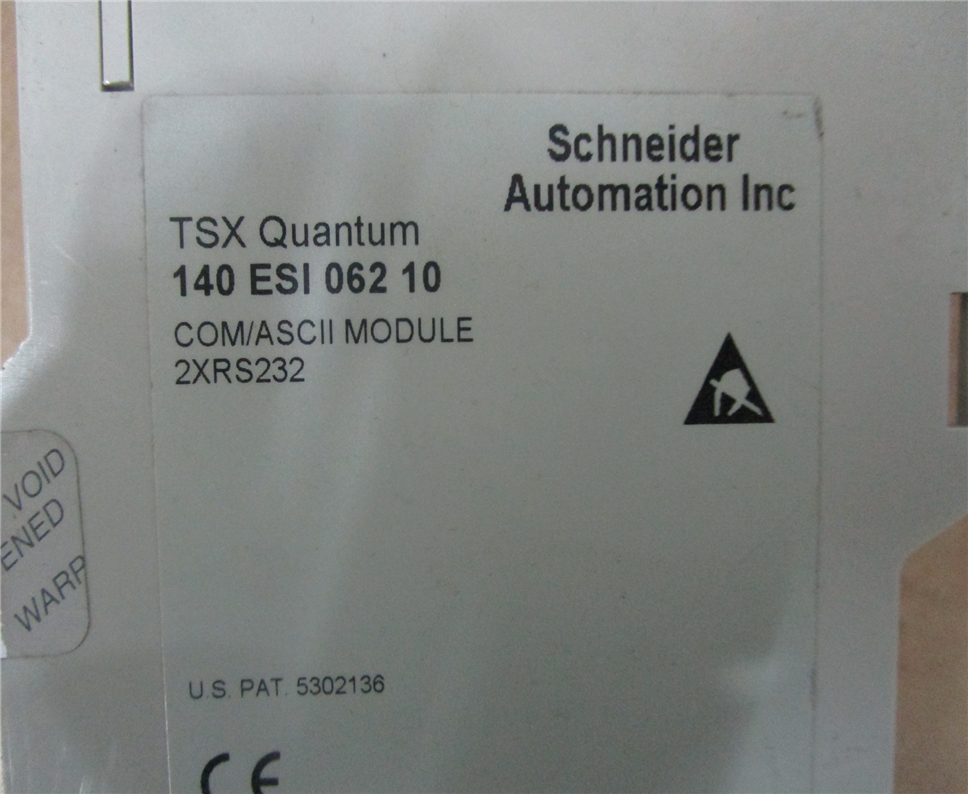 Schneider
Automation Inc
TSX Quantum
140 ESI 062 10
COM/ASCII MODULE
2XRS232
VOID
ENED
WARR
U.S. PAT. 5302136
CE